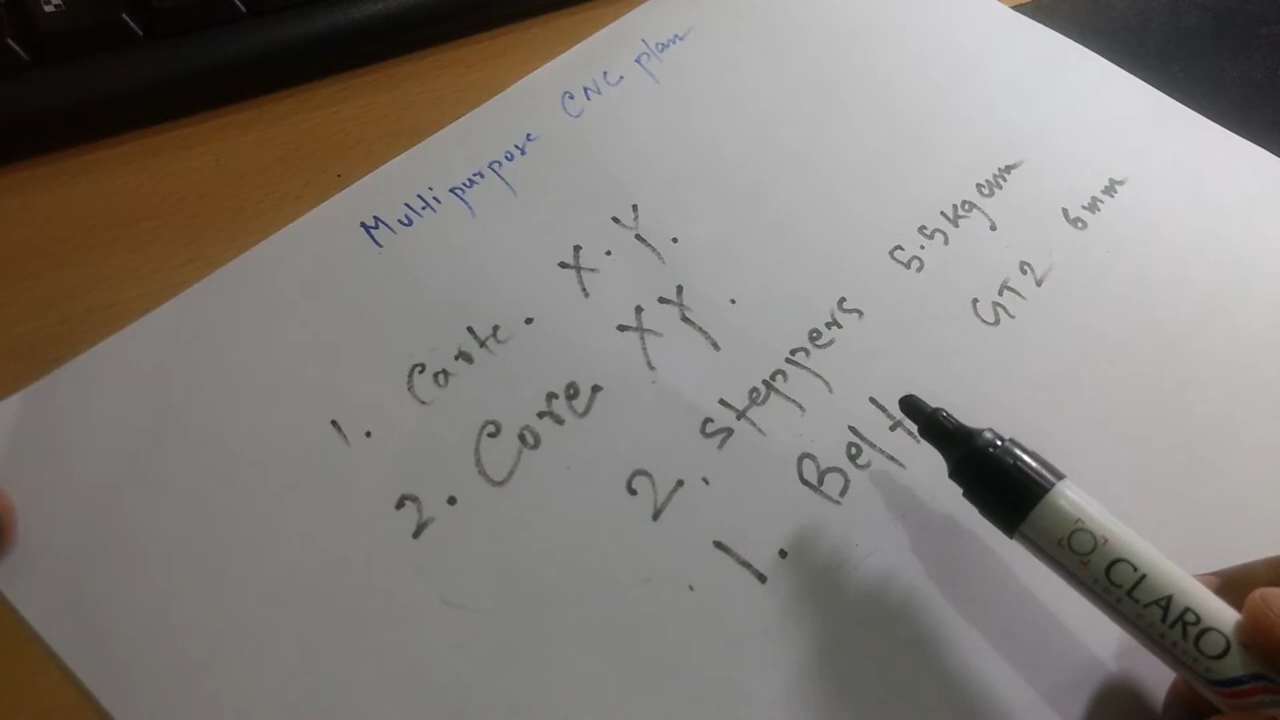 Multipurpose CNC plan
1. Carte. X.Y.
2. Core XY.
2. Steppers 5.5kgcm
1. Belt GT2 6mm
CLARO